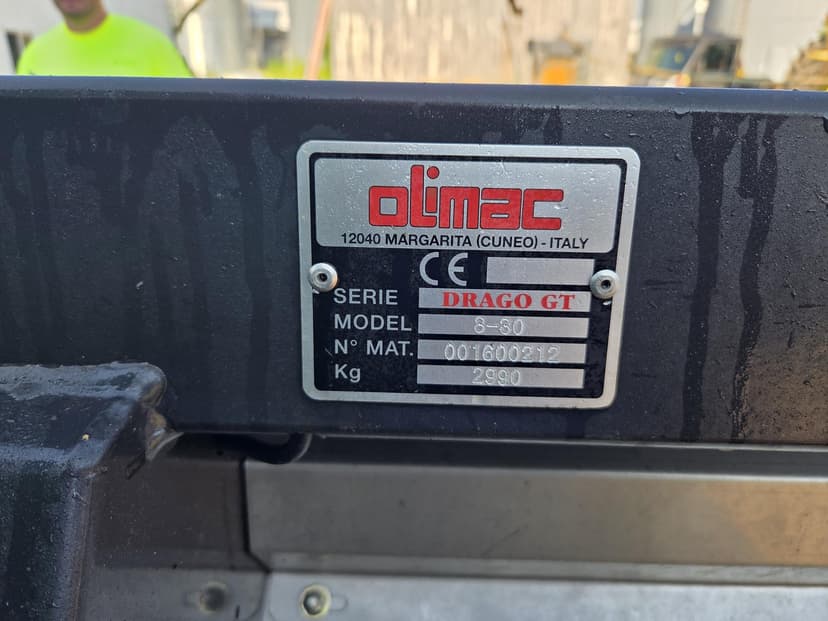 olimac
12040 MARGARITA (CUNEO) - ITALY
CE
SERIE DRAGO GT
MODEL 8-80
N° MAT. 001600212
Kg 2990